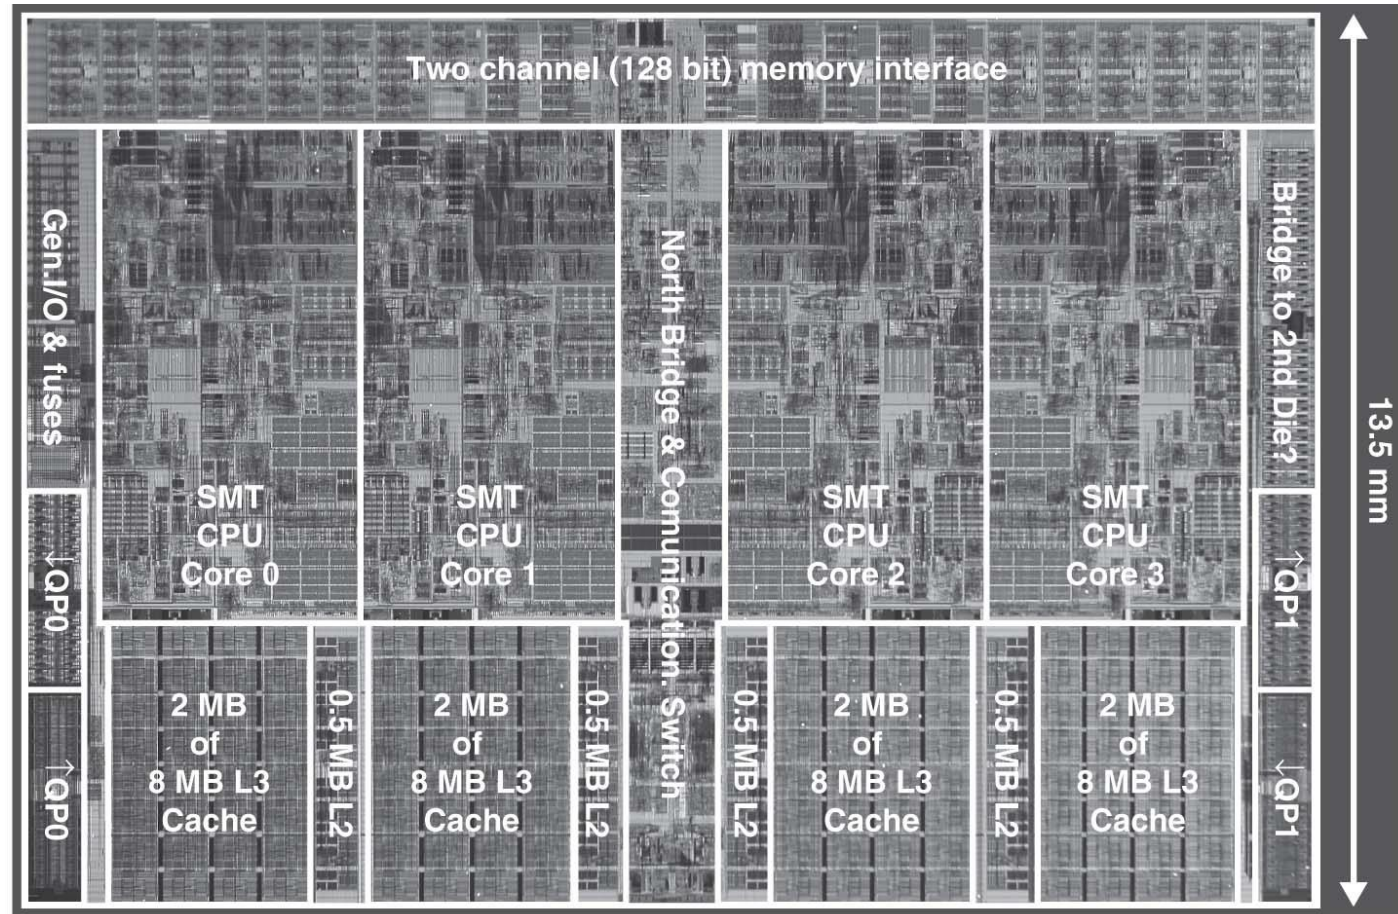 Two channel (128 bit) memory interface
Gen.I/O & fuses
North Bridge & Comunication. Switch
Bridge to 2nd Die?
13.5 mm
SMT
CPU
Core 0
SMT
CPU
Core 1
SMT
CPU
Core 2
SMT
CPU
Core 3
↓QP0
↑QP0
↑QP1
↓QP1
2 MB
of
8 MB L3
Cache
0.5 MB L2
2 MB
of
8 MB L3
Cache
0.5 MB L2
0.5 MB L2
2 MB
of
8 MB L3
Cache
0.5 MB L2
2 MB
of
8 MB L3
Cache